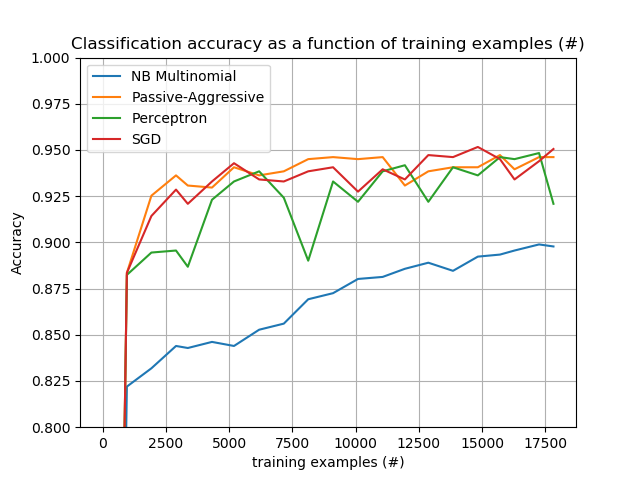 Classification accuracy as a function of training examples (#)
1.000
0.975
0.950
0.925
0.900
0.875
0.850
0.825
0.800
Accuracy
NB Multinomial
Passive-Aggressive
Perceptron
SGD
0 2500 5000 7500 10000 12500 15000 17500
training examples (#)